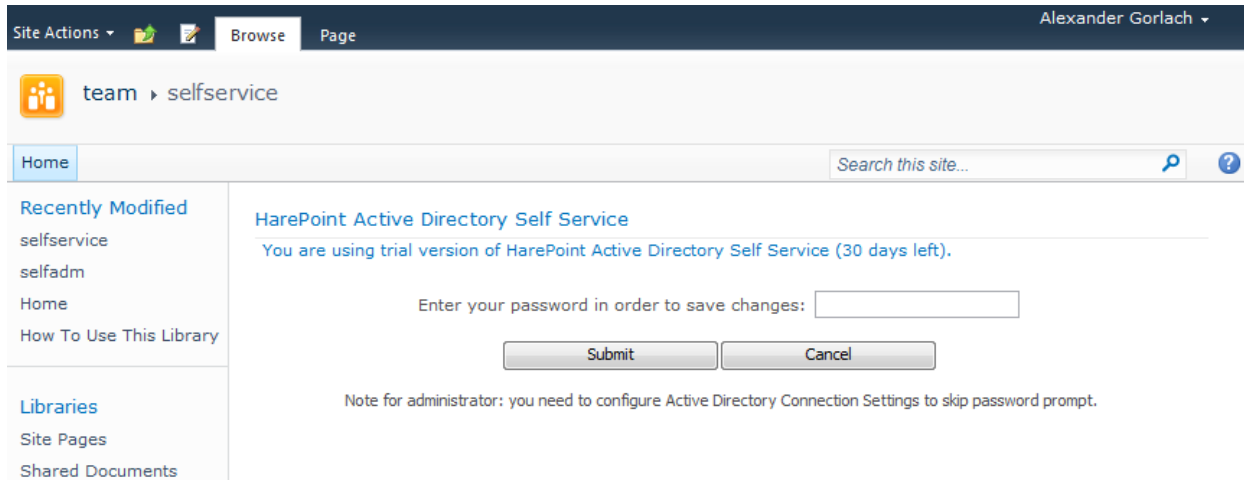 Alexander Gorlach
Site Actions Browse Page
team selfservice
Home Search this site...
Recently Modified
selfservice
selfadm
Home
How To Use This Library
Libraries
Site Pages
Shared Documents
HarePoint Active Directory Self Service
You are using trial version of HarePoint Active Directory Self Service (30 days left).
Enter your password in order to save changes:
Submit Cancel
Note for administrator: you need to configure Active Directory Connection Settings to skip password prompt.